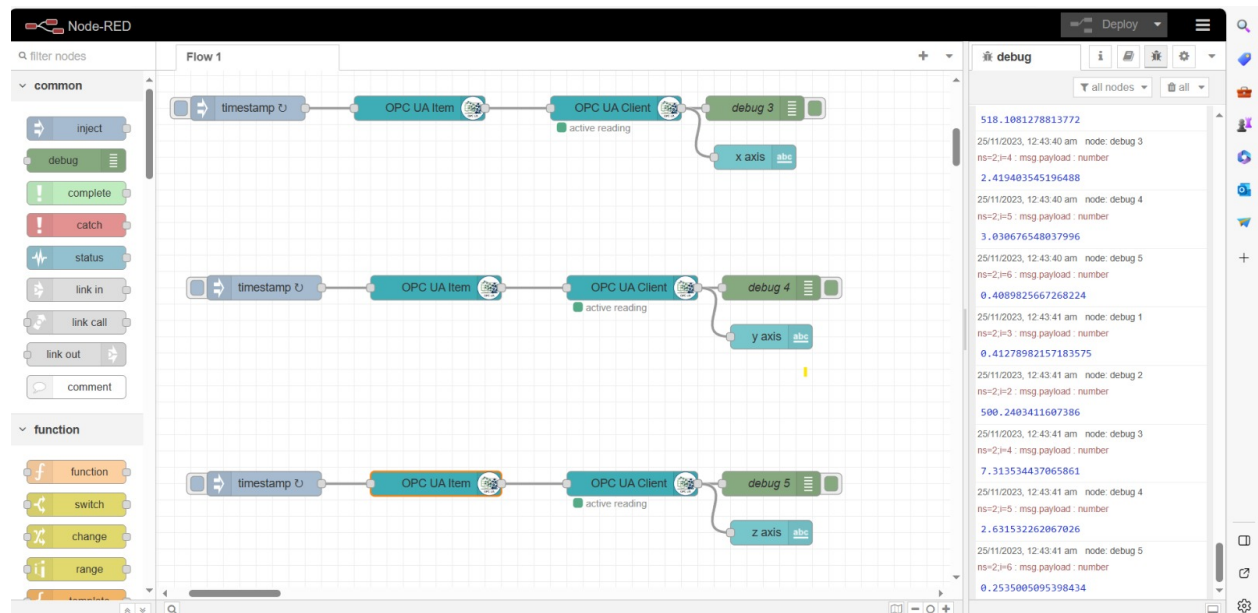 Node-RED
Deploy
filter nodes
Flow 1
debug
i
all nodes
all
common
inject
debug
complete
catch
status
link in
link call
link out
comment
function
function
switch
change
range
template
timestamp ↻
OPC UA Item
OPC UA Client
debug 3
active reading
x axis
abc
timestamp ↻
OPC UA Item
OPC UA Client
debug 4
active reading
y axis
abc
timestamp ↻
OPC UA Item
OPC UA Client
debug 5
active reading
z axis
abc
518.1081278813772
25/11/2023, 12:43:40 am node: debug 3
ns=2;i=4 : msg.payload : number
2.419403545196488
25/11/2023, 12:43:40 am node: debug 4
ns=2;i=5 : msg.payload : number
3.030676548037996
25/11/2023, 12:43:40 am node: debug 5
ns=2;i=6 : msg.payload : number
0.4089825667268224
25/11/2023, 12:43:41 am node: debug 1
ns=2;i=3 : msg.payload : number
0.41278982157183575
25/11/2023, 12:43:41 am node: debug 2
ns=2;i=2 : msg.payload : number
500.2403411607386
25/11/2023, 12:43:41 am node: debug 3
ns=2;i=4 : msg.payload : number
7.313534437065861
25/11/2023, 12:43:41 am node: debug 4
ns=2;i=5 : msg.payload : number
2.631532262067026
25/11/2023, 12:43:41 am node: debug 5
ns=2;i=6 : msg.payload : number
0.2535005095398434